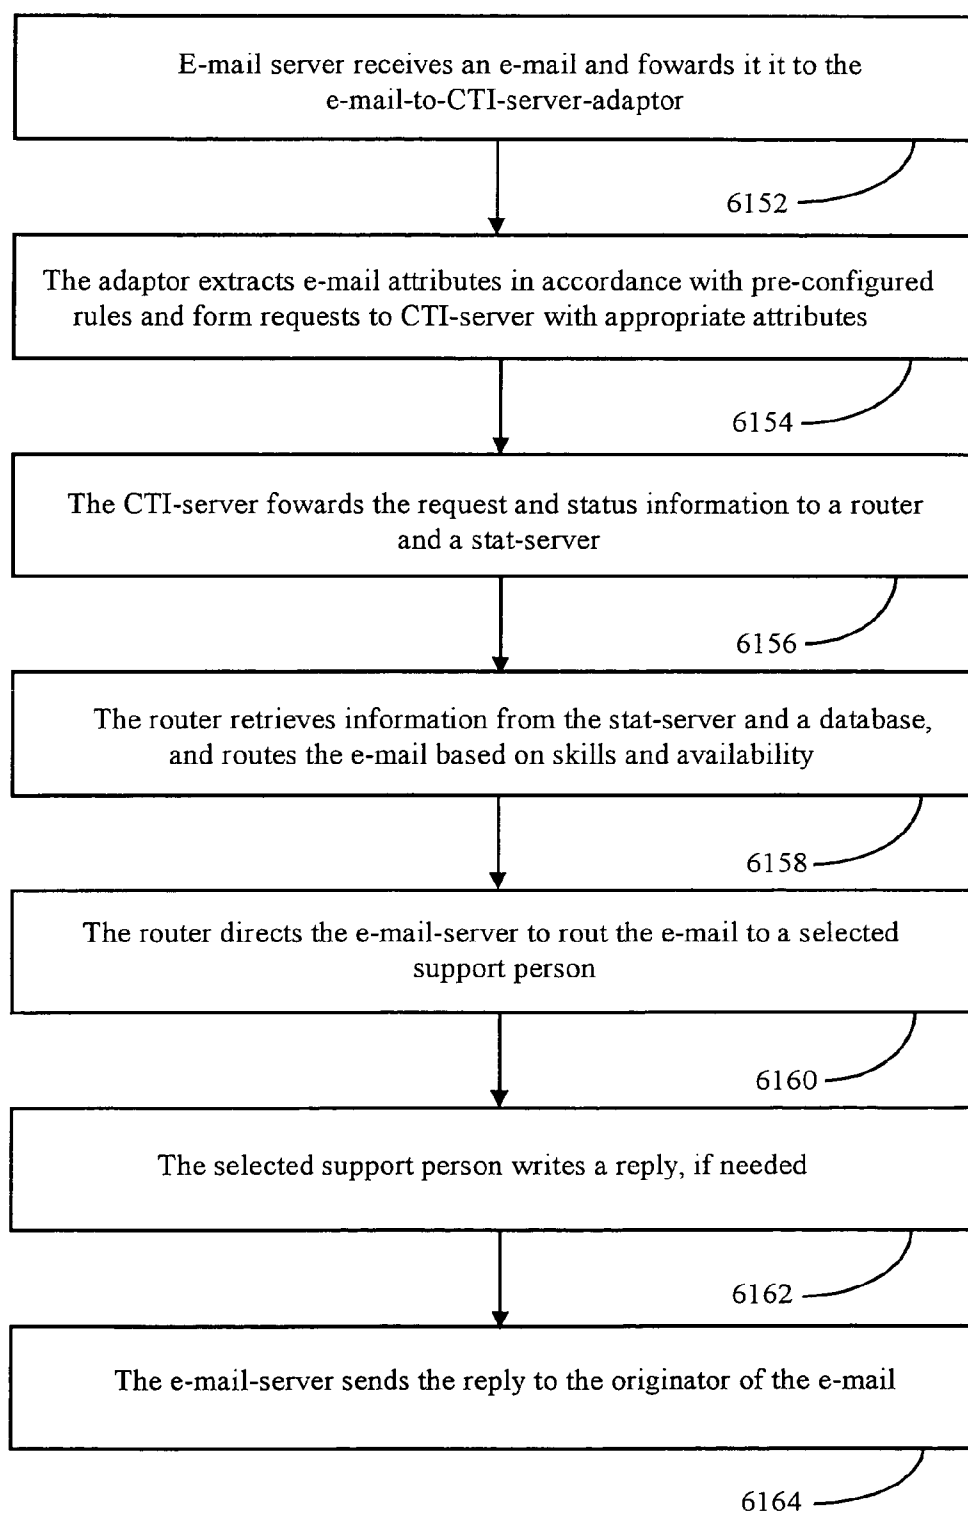 E-mail server receives an e-mail and fowards it it to the
e-mail-to-CTI-server-adaptor
6152
The adaptor extracts e-mail attributes in accordance with pre-configured
rules and form requests to CTI-server with appropriate attributes
6154
The CTI-server fowards the request and status information to a router
and a stat-server
6156
The router retrieves information from the stat-server and a database,
and routes the e-mail based on skills and availability
6158
The router directs the e-mail-server to rout the e-mail to a selected
support person
6160
The selected support person writes a reply, if needed
6162
The e-mail-server sends the reply to the originator of the e-mail
6164